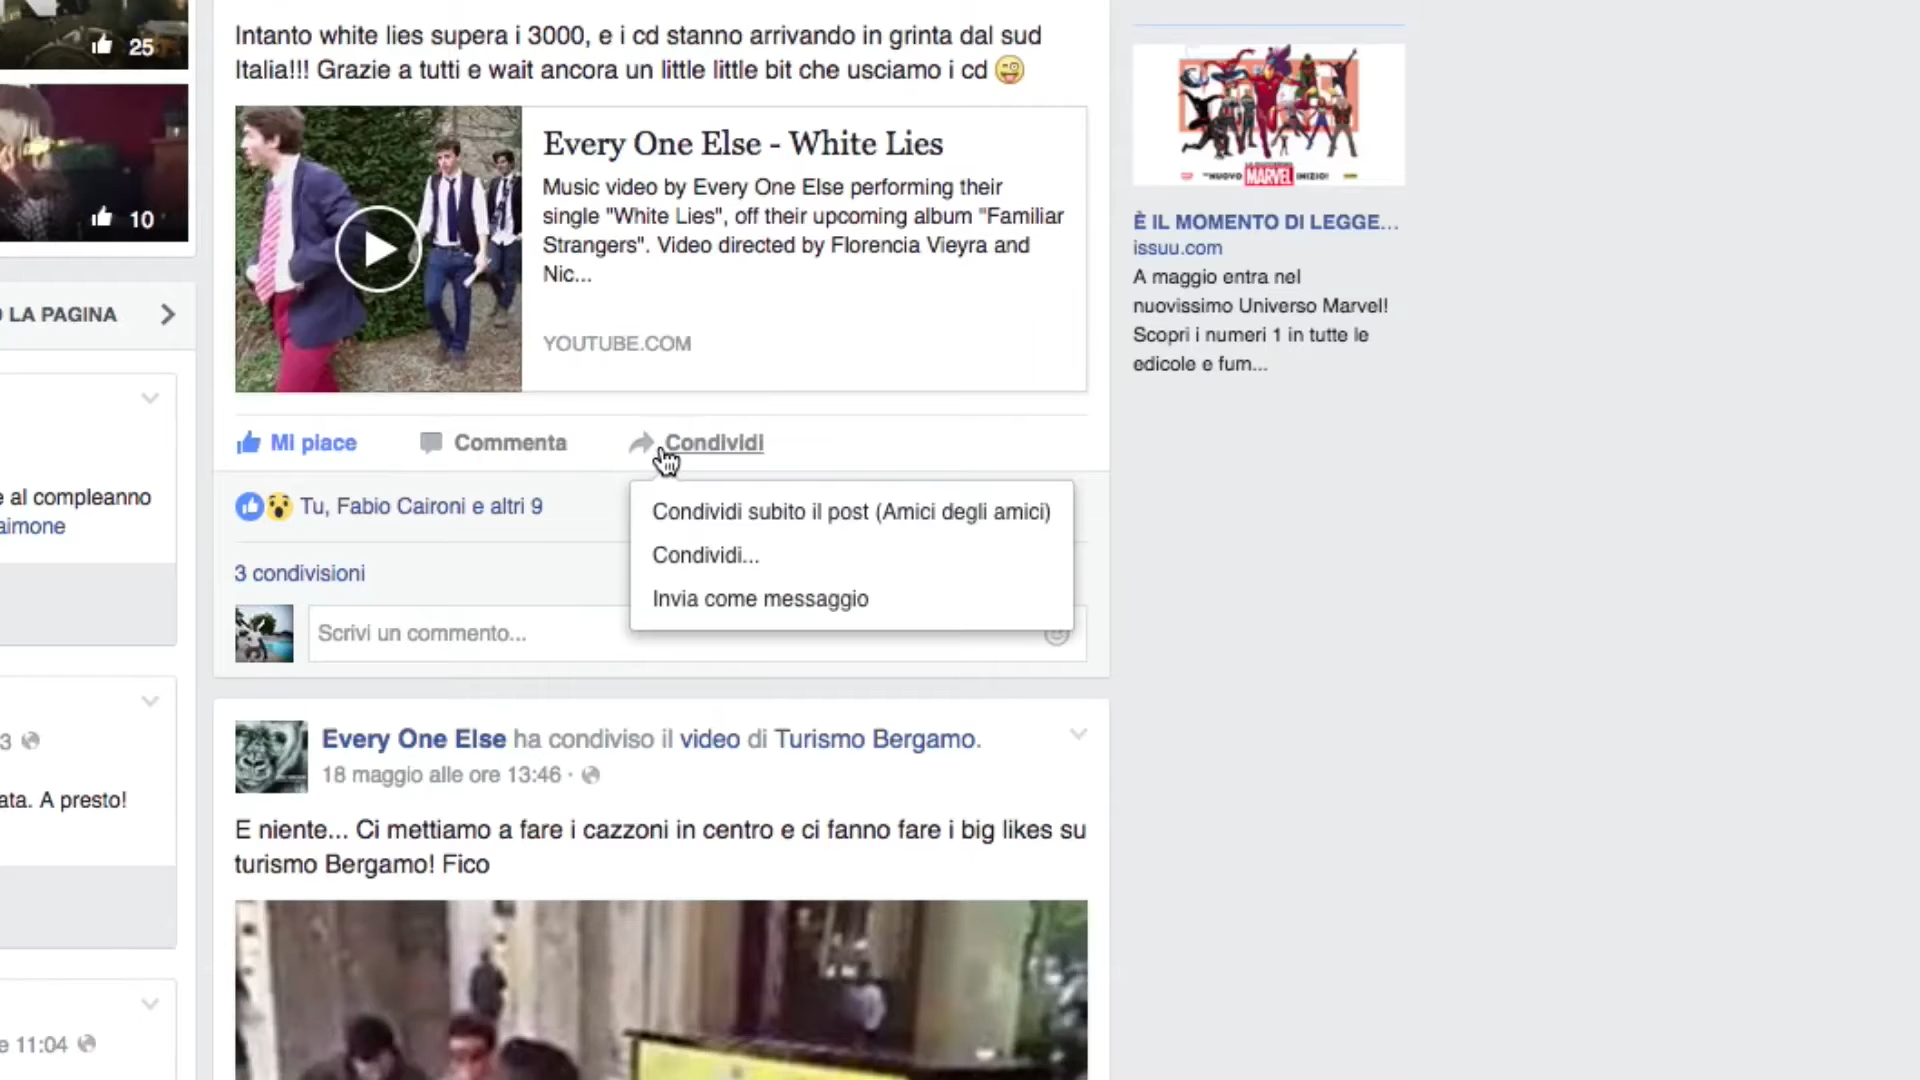 25
10
LA PAGINA
e al compleanno
aimone
3
ata. A presto!
e 11:04
Intanto white lies supera i 3000, e i cd stanno arrivando in grinta dal sud
Italia!!! Grazie a tutti e wait ancora un little little bit che usciamo i cd
Every One Else - White Lies
Music video by Every One Else performing their
single "White Lies", off their upcoming album "Familiar
Strangers". Video directed by Florencia Vieyra and
Nic...
YOUTUBE.COM
Mi piace Commenta Condividi
Condividi subito il post (Amici degli amici)
Condividi...
Invia come messaggio
Tu, Fabio Caironi e altri 9
3 condivisioni
Scrivi un commento...
Every One Else ha condiviso il video di Turismo Bergamo.
18 maggio alle ore 13:46 ·
E niente... Ci mettiamo a fare i cazzoni in centro e ci fanno fare i big likes su
turismo Bergamo! Fico
NUOVO MARVEL INIZIO!
È IL MOMENTO DI LEGGE...
issuu.com
A maggio entra nel
nuovissimo Universo Marvel!
Scopri i numeri 1 in tutte le
edicole e fum...